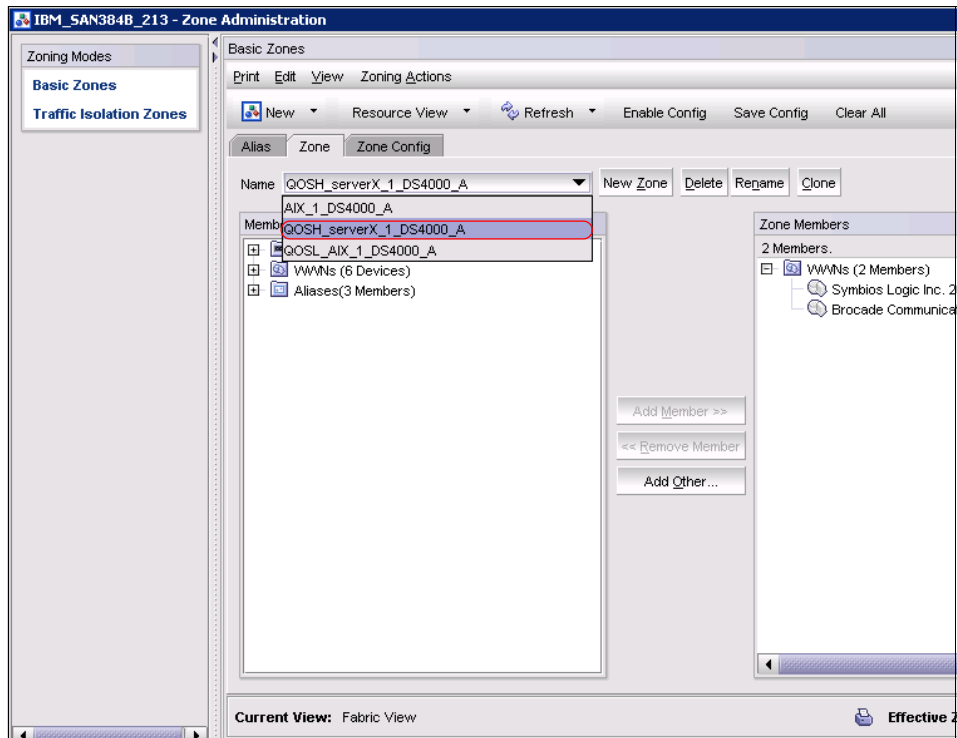 IBM_SAN384B_213 - Zone Administration
Zoning Modes
Basic Zones
Traffic Isolation Zones
Basic Zones
Print Edit View Zoning Actions
New Resource View Refresh Enable Config Save Config Clear All
Alias Zone Zone Config
Name QOSH_serverX_1_DS4000_A New Zone Delete Rename Clone
AIX_1_DS4000_A
QOSH_serverX_1_DS4000_A
QOSL_AIX_1_DS4000_A
WWNs (6 Devices)
Aliases(3 Members)
Add Member >>
<< Remove Member
Add Other...
Zone Members
2 Members.
WWNs (2 Members)
Symbios Logic Inc. 2
Brocade Communica
Current View: Fabric View
Effective